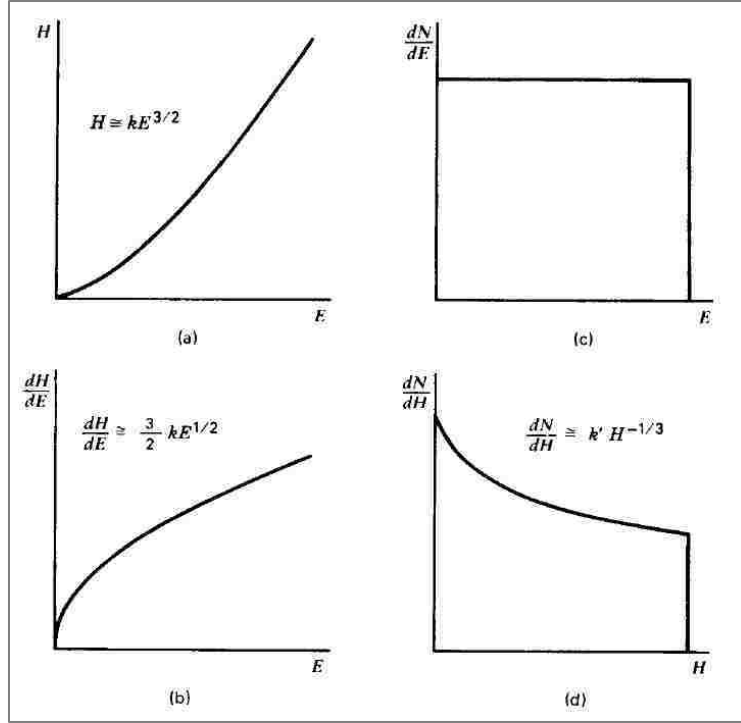 H
H ≅ kE^{3/2}
E
(a)
dN/dE
E
(c)
dH/dE
dH/dE ≅ 3/2 kE^{1/2}
E
(b)
dN/dH
dN/dH ≅ k′ H^{−1/3}
H
(d)